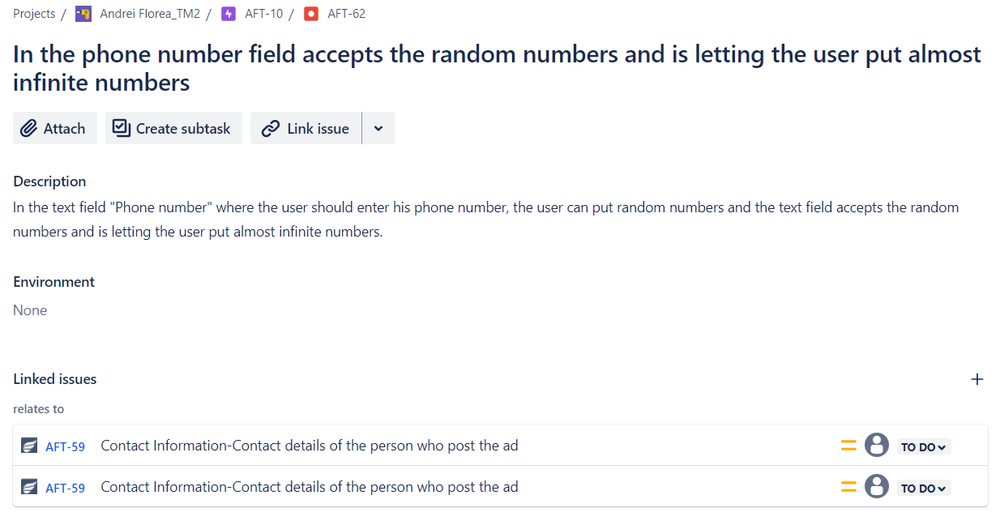 Projects / Andrei Florea_TM2 / AFT-10 / AFT-62
In the phone number field accepts the random numbers and is letting the user put almost
infinite numbers
Attach Create subtask Link issue
Description
In the text field "Phone number" where the user should enter his phone number, the user can put random numbers and the text field accepts the random
numbers and is letting the user put almost infinite numbers.
Environment
None
Linked issues
relates to
AFT-59 Contact Information-Contact details of the person who post the ad TO DO
AFT-59 Contact Information-Contact details of the person who post the ad TO DO